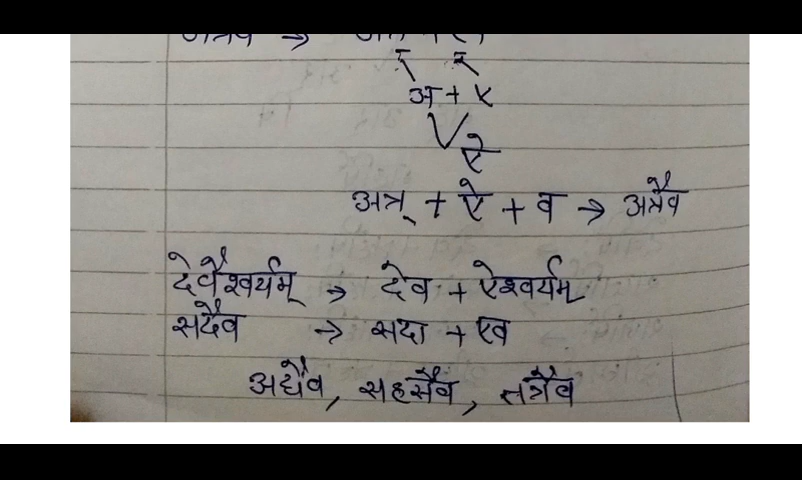 अ + ए
ऐ
अत्र् + ऐ + व → अत्रैव
देवैश्वर्यम् → देव + ऐश्वर्यम्
सदैव → सदा + एव
अद्यैव, सहसैव, तत्रैव